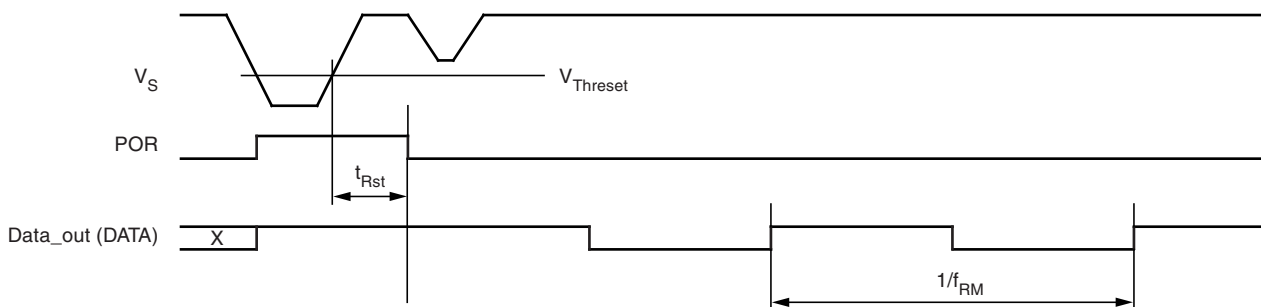 V_S
V_Threset
POR
t_Rst
Data_out (DATA)
X
1/f_RM